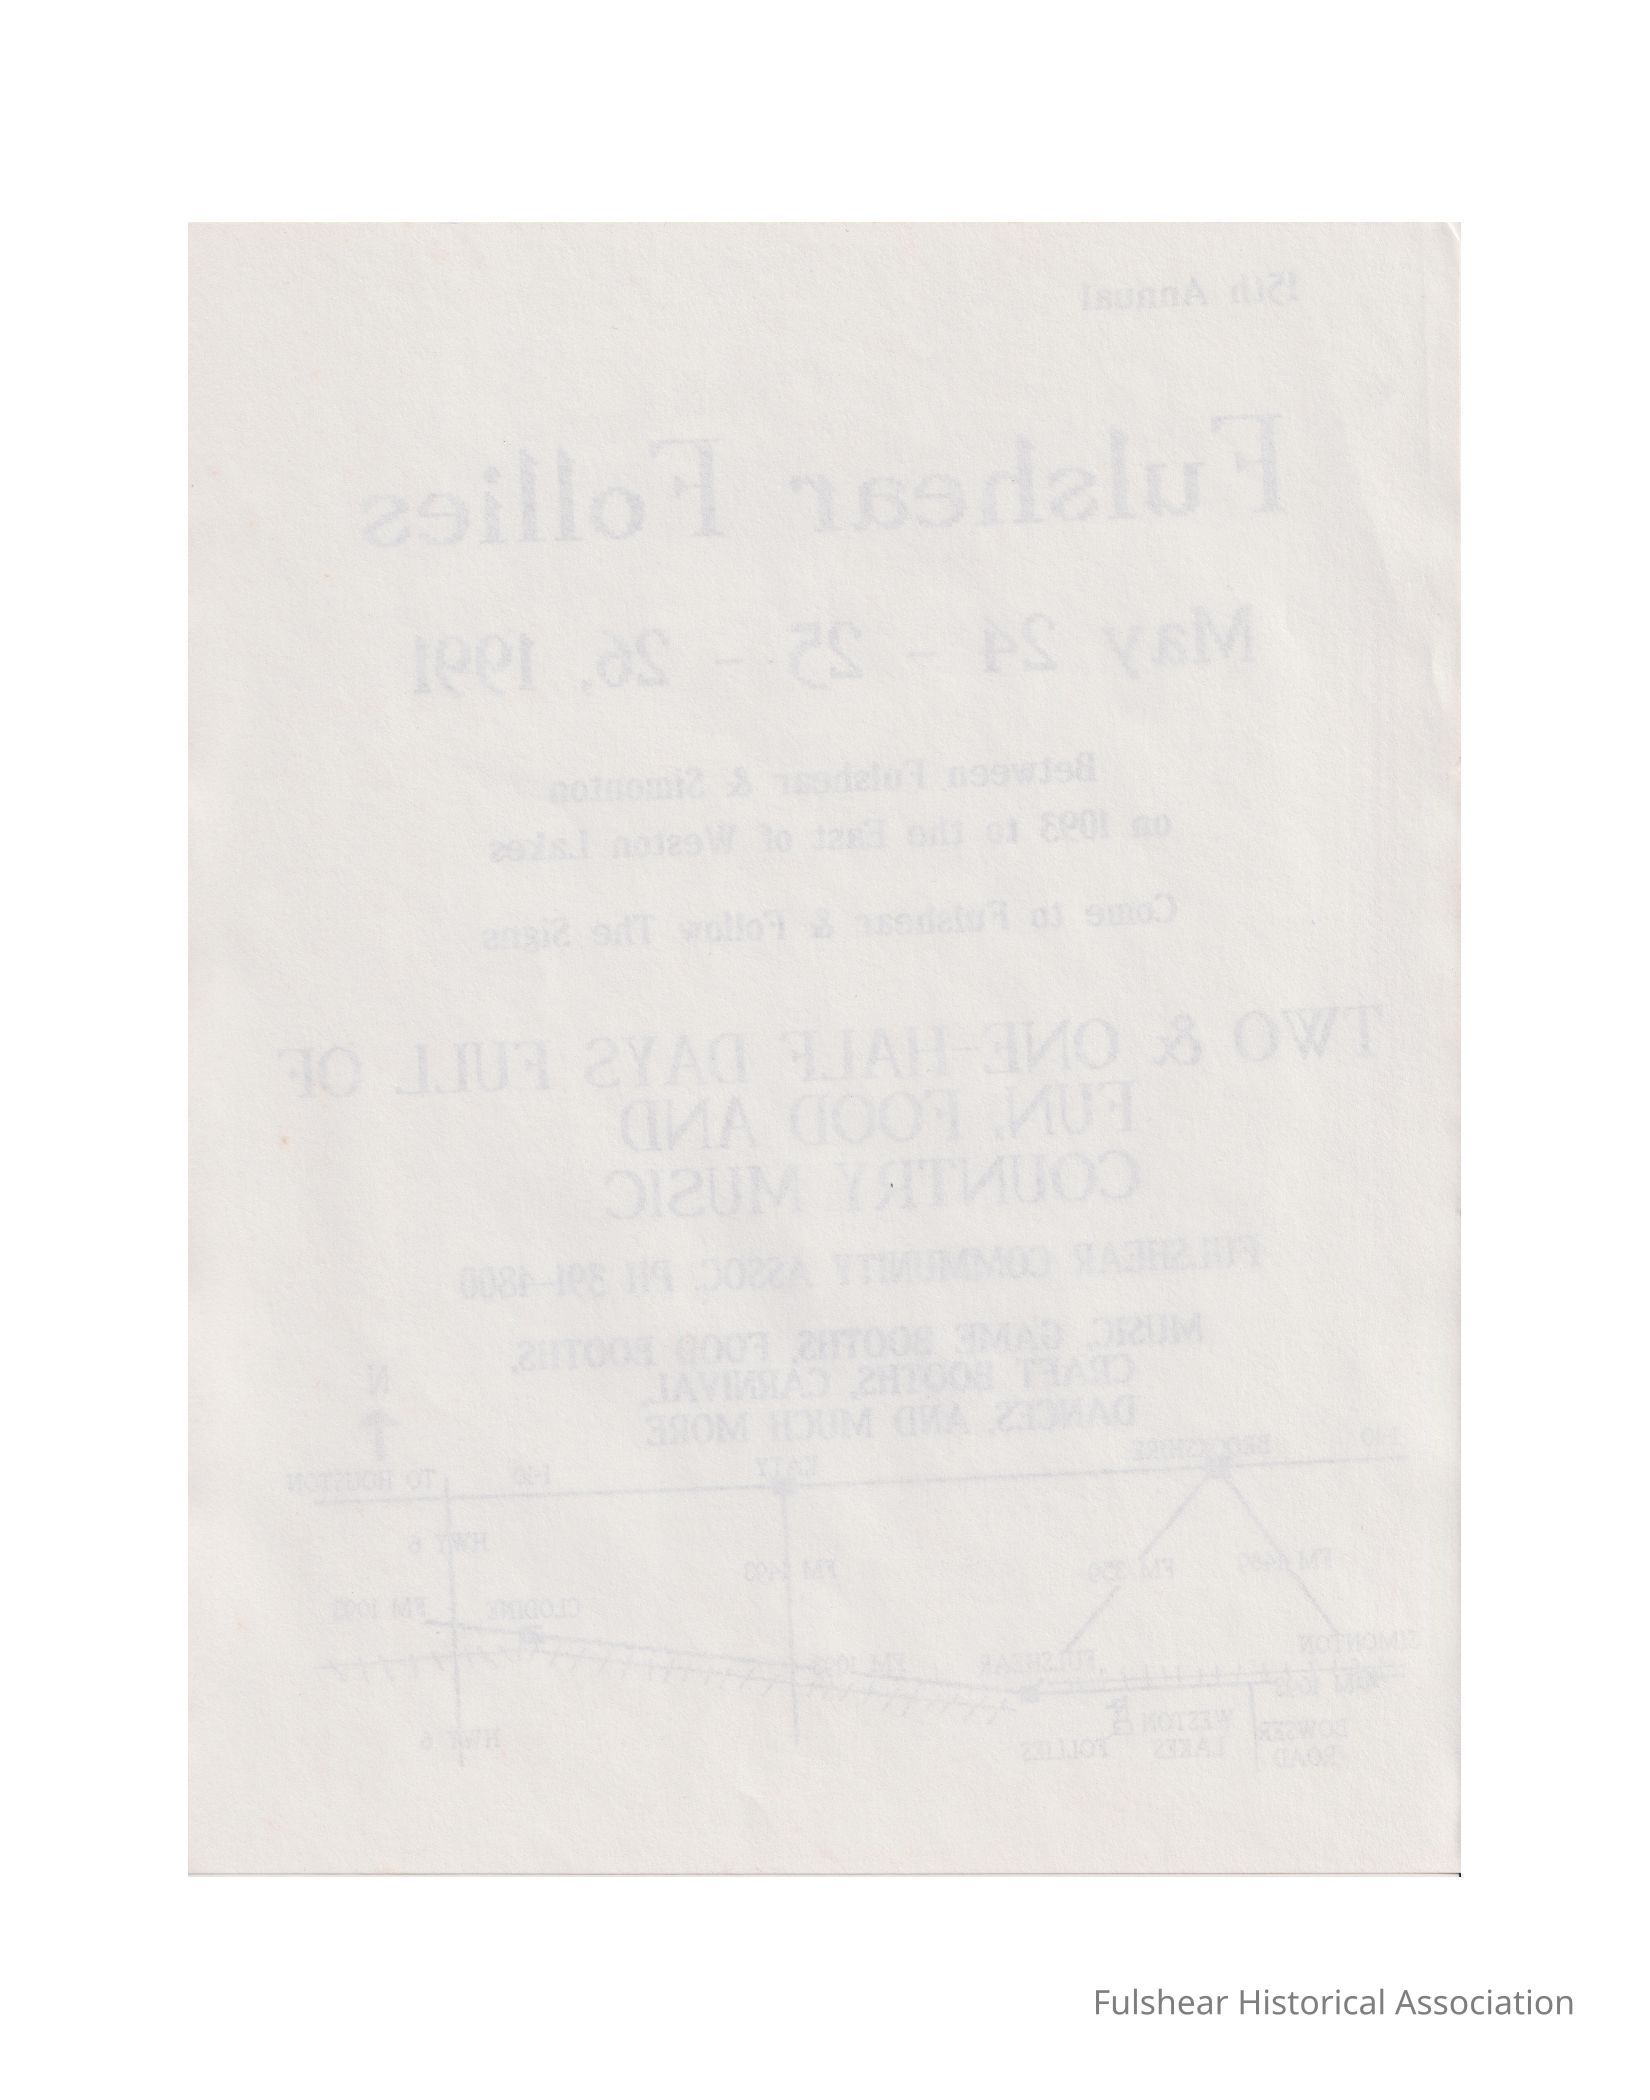 15th Annual
Fulshear Follies
May 24 - 25 - 26, 1991
Between Fulshear & Simonton
on 1093 to the East of Weston Lakes
Come to Fulshear & Follow The Signs
TWO & ONE-HALF DAYS FULL OF
FUN, FOOD AND
COUNTRY MUSIC
FULSHEAR COMMUNITY ASSOC. PH 391-4800
MUSIC, GAME BOOTHS, FOOD BOOTHS,
CRAFT BOOTHS, CARNIVAL,
DANCES, AND MUCH MORE
N
I-10 BROOKSHIRE KATY I-10 TO HOUSTON
HWY 6
FM 1489 FM 359 FM 1493
CLODINE FM 1093
SIMONTON FULSHEAR FM 1093
FM 1093
BOWSER ROAD
WESTON LAKES
FOLLIES
HWY 6
Fulshear Historical Association